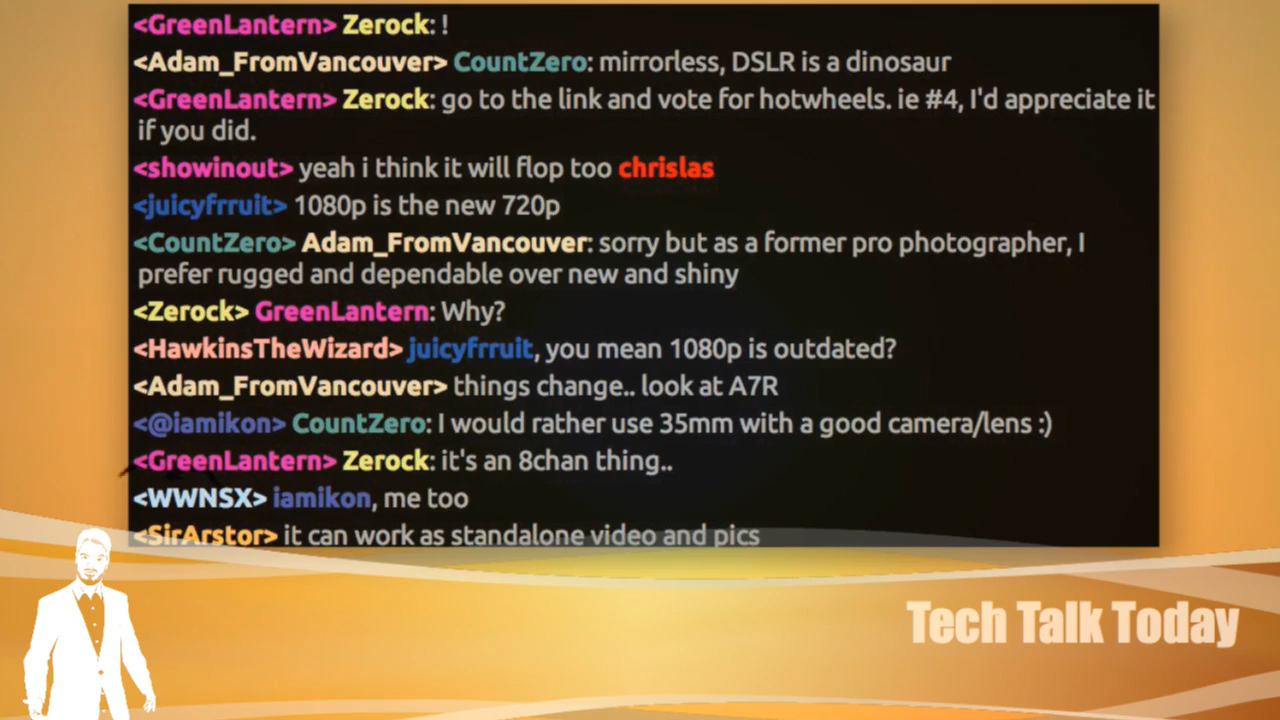 <GreenLantern> Zerock: !
<Adam_FromVancouver> CountZero: mirrorless, DSLR is a dinosaur
<GreenLantern> Zerock: go to the link and vote for hotwheels. ie #4, I'd appreciate it
if you did.
<showinout> yeah i think it will flop too chrislas
<juicyfrruit> 1080p is the new 720p
<CountZero> Adam_FromVancouver: sorry but as a former pro photographer, I
prefer rugged and dependable over new and shiny
<Zerock> GreenLantern: Why?
<HawkinsTheWizard> juicyfrruit, you mean 1080p is outdated?
<Adam_FromVancouver> things change.. look at A7R
<@iamikon> CountZero: I would rather use 35mm with a good camera/lens :)
<GreenLantern> Zerock: it's an 8chan thing..
<WWNSX> iamikon, me too
<SirArstor> it can work as standalone video and pics
Tech Talk Today